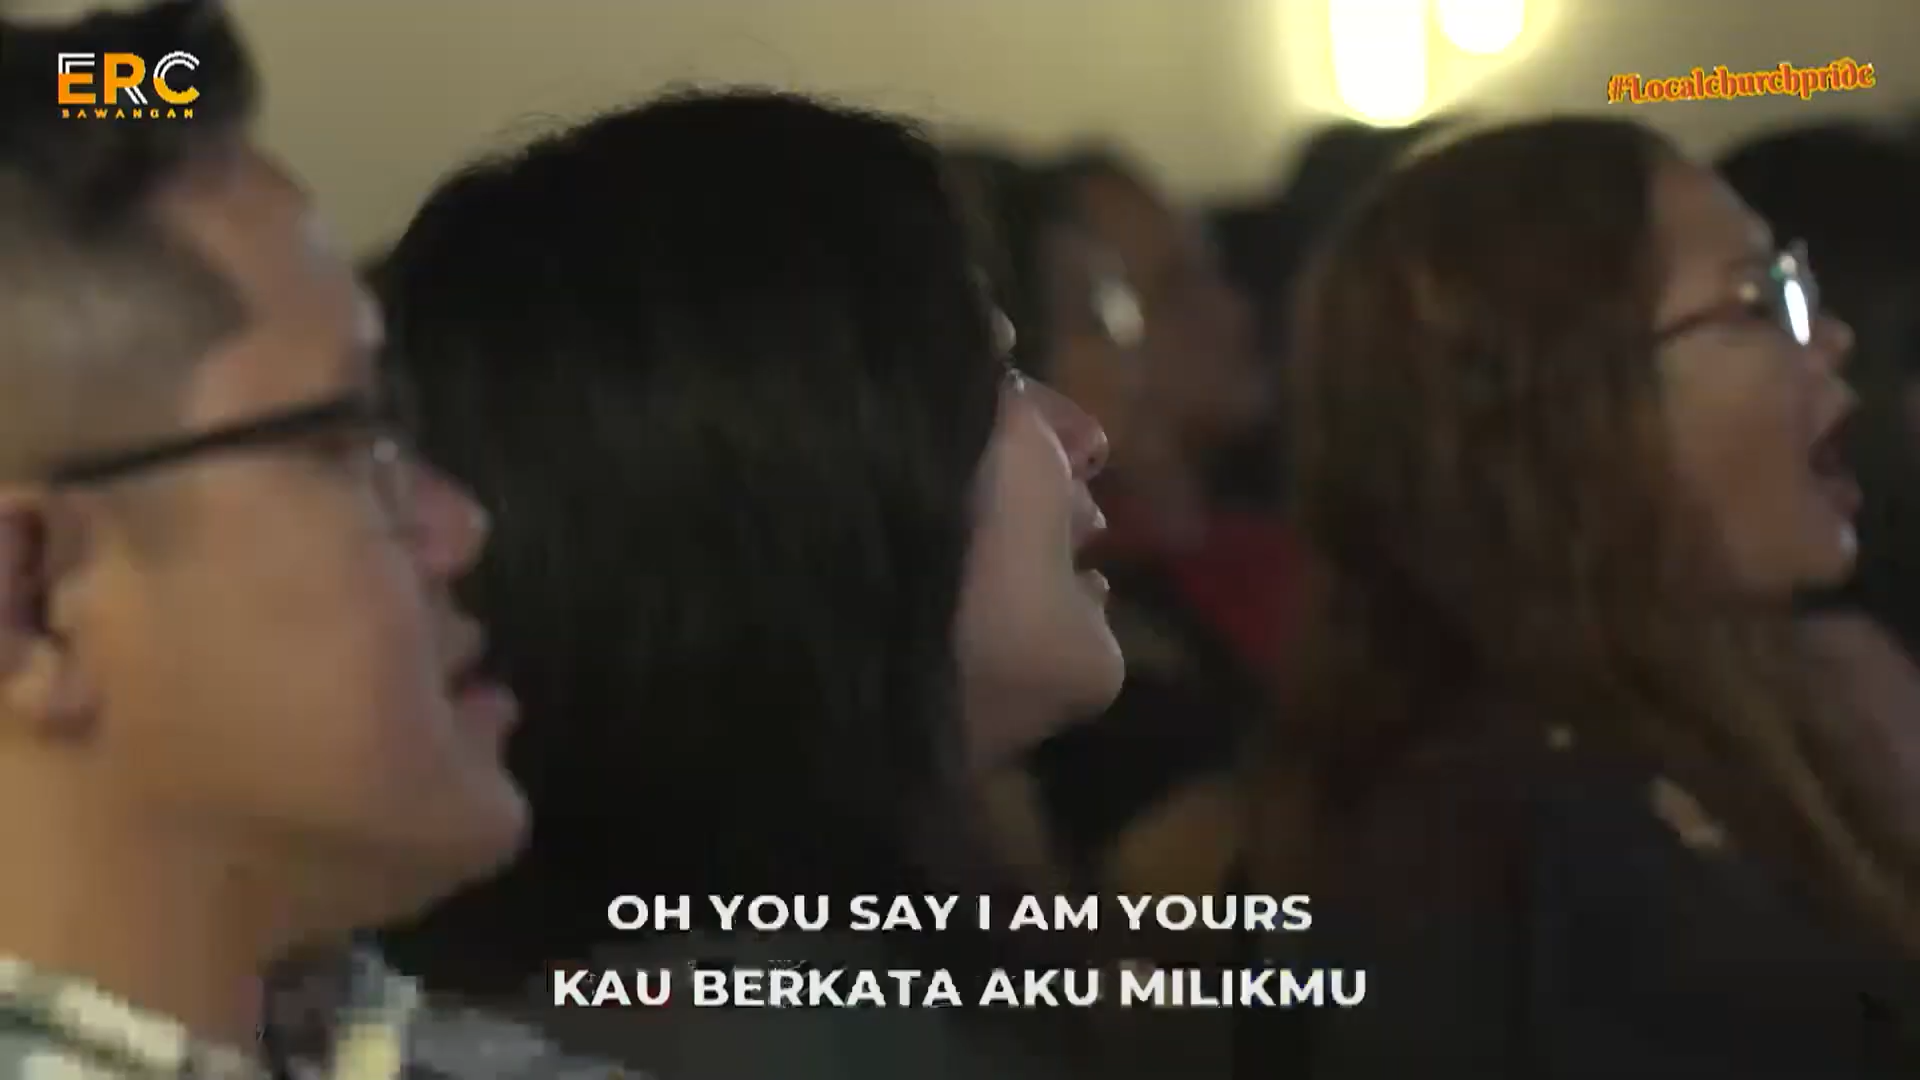 ERC
SAWANGAN
#Localchurchpride
OH YOU SAY I AM YOURS
KAU BERKATA AKU MILIKMU